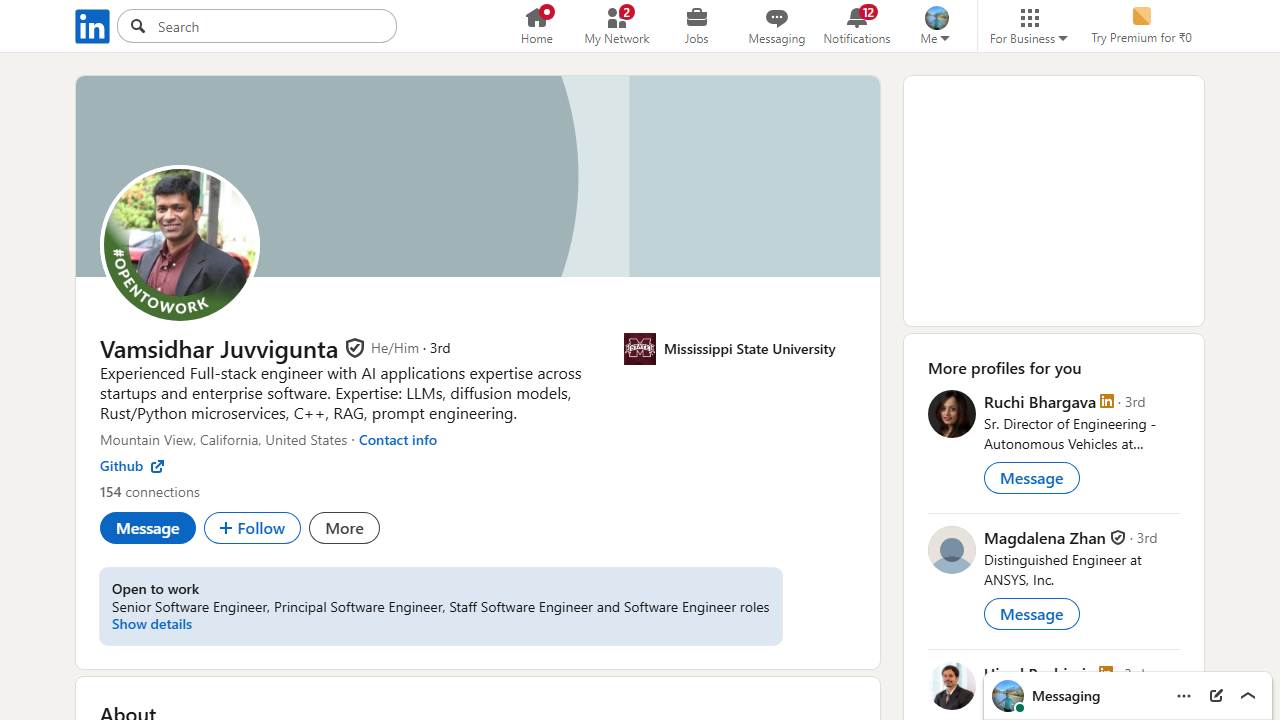 Search
Home
2
My Network
Jobs
Messaging
12
Notifications
Me
For Business
Try Premium for ₹0
#OPENTOWORK
Vamsidhar Juvvigunta He/Him · 3rd
Experienced Full-stack engineer with AI applications expertise across
startups and enterprise software. Expertise: LLMs, diffusion models,
Rust/Python microservices, C++, RAG, prompt engineering.
Mountain View, California, United States · Contact info
Github
154 connections
Message
Follow
More
Mississippi State University
Open to work
Senior Software Engineer, Principal Software Engineer, Staff Software Engineer and Software Engineer roles
Show details
About
More profiles for you
Ruchi Bhargava in · 3rd
Sr. Director of Engineering -
Autonomous Vehicles at...
Message
Magdalena Zhan · 3rd
Distinguished Engineer at
ANSYS, Inc.
Message
Messaging